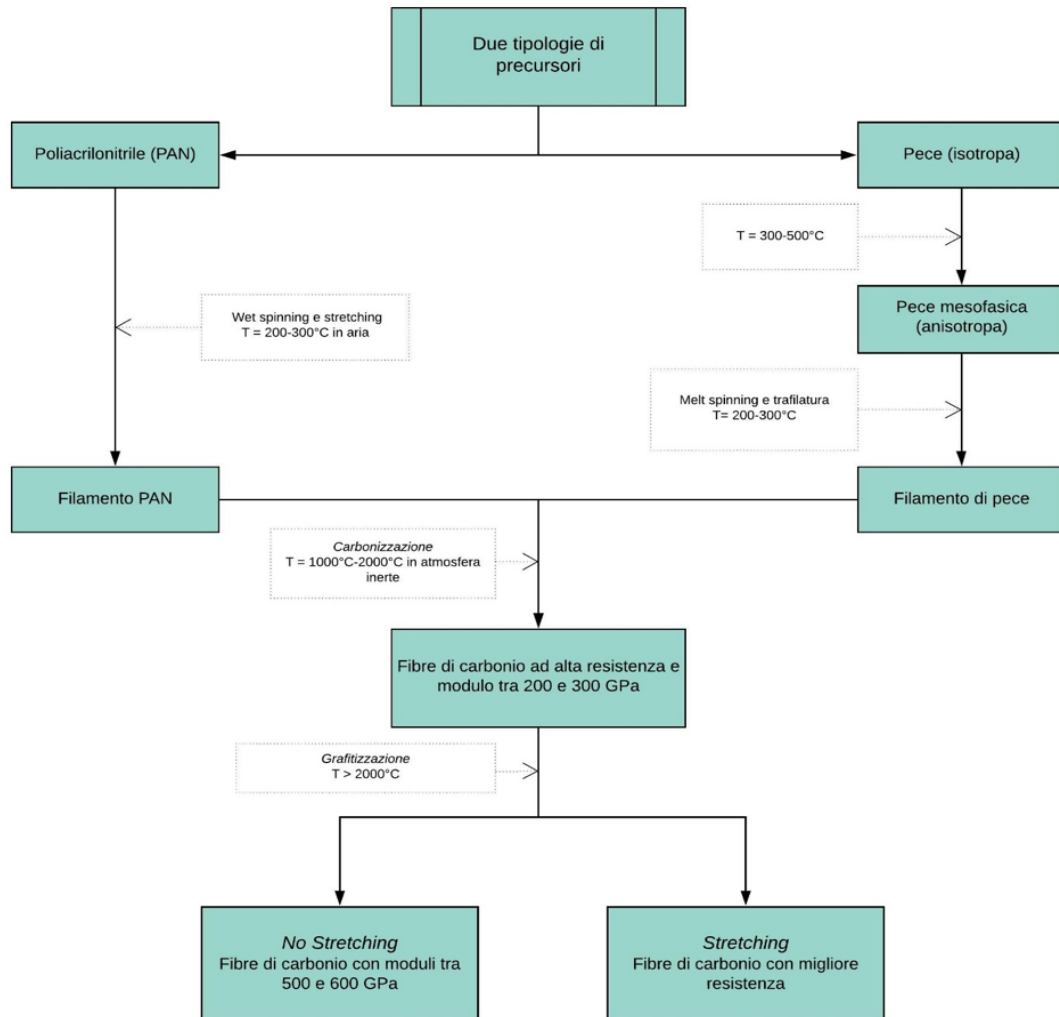 Due tipologie di
precursori
Poliacrilonitrile (PAN)
Pece (isotropa)
T = 300-500°C
Pece mesofasica
(anisotropa)
Wet spinning e stretching
T = 200-300°C in aria
Melt spinning e trafilatura
T= 200-300°C
Filamento PAN
Filamento di pece
Carbonizzazione
T = 1000°C-2000°C in atmosfera
inerte
Fibre di carbonio ad alta resistenza e
modulo tra 200 e 300 GPa
Grafitizzazione
T > 2000°C
No Stretching
Fibre di carbonio con moduli tra
500 e 600 GPa
Stretching
Fibre di carbonio con migliore
resistenza